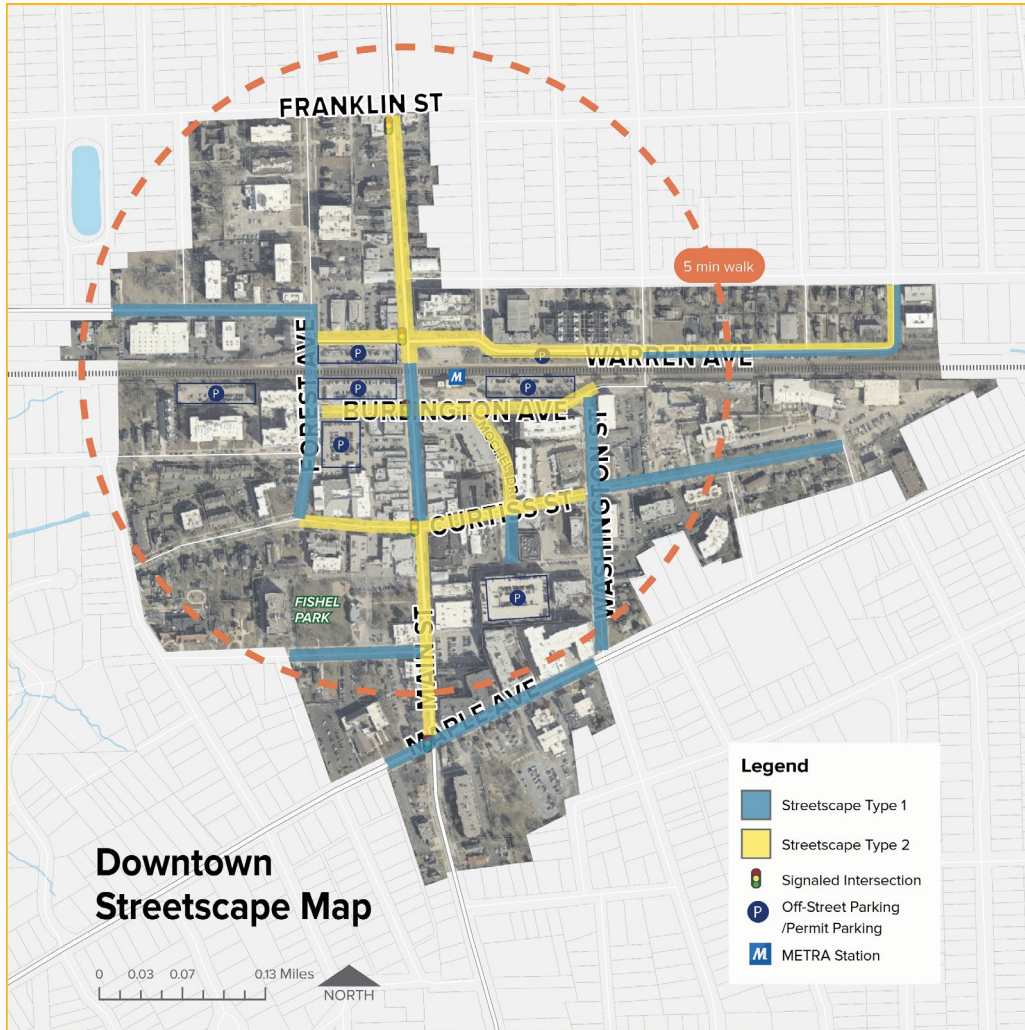 FRANKLIN ST
5 min walk
P
P
WARREN AVE
FOREST AVE
M
P
P
P
BURLINGTON AVE
P
MOCHEL DR
WASHINGTON ST
CURTISS ST
P
FISHEL
PARK
MAIN ST
MAPLE AVE
Legend
Streetscape Type 1
Streetscape Type 2
Signaled Intersection
P
Off-Street Parking
/Permit Parking
M
METRA Station
Downtown
Streetscape Map
0 0.03 0.07 0.13 Miles
NORTH